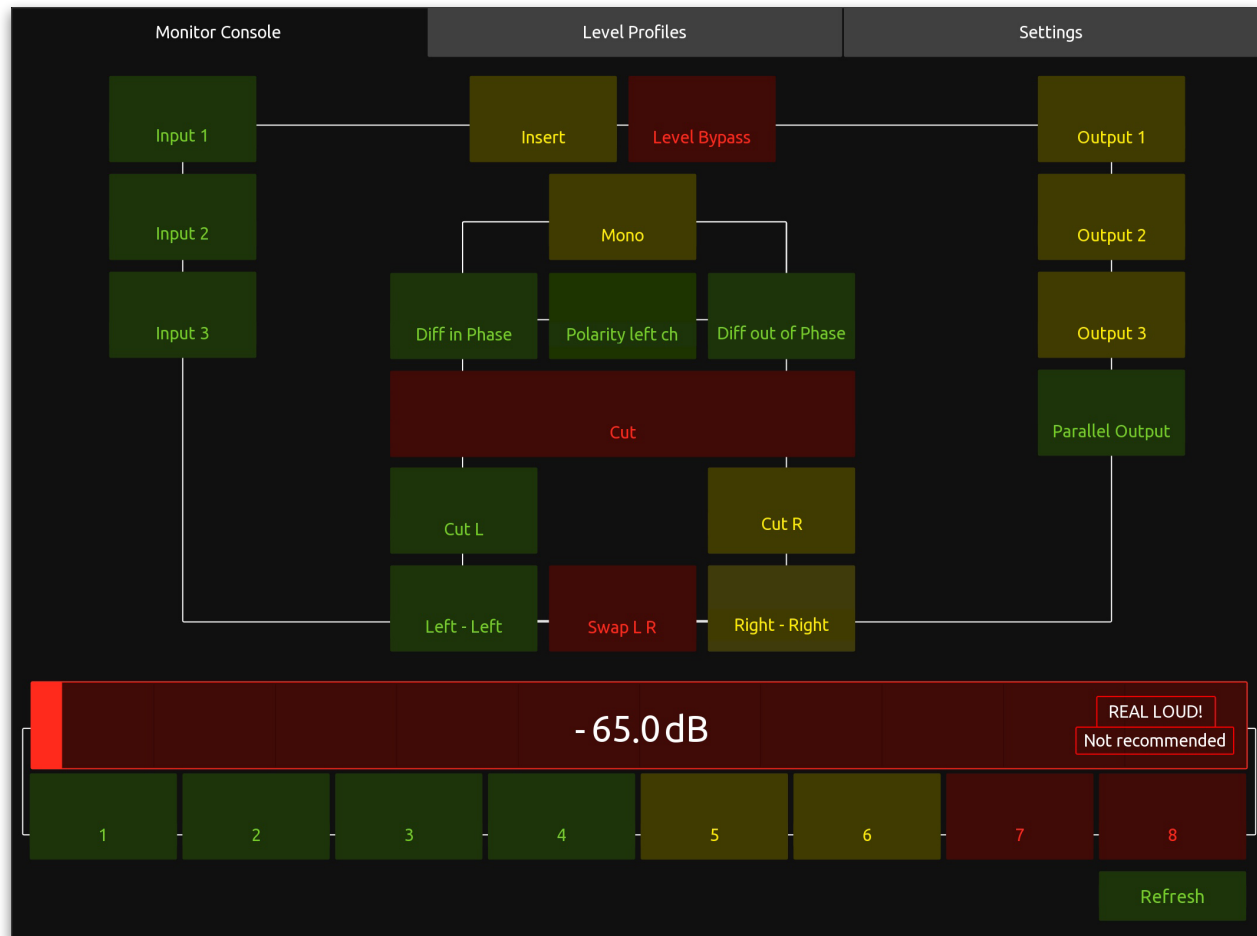 Monitor Console
Level Profiles
Settings
Input 1
Insert
Level Bypass
Output 1
Input 2
Mono
Output 2
Input 3
Diff in Phase
Polarity left ch
Diff out of Phase
Output 3
Cut
Parallel Output
Cut L
Cut R
Left - Left
Swap L R
Right - Right
- 65.0 dB
REAL LOUD!
Not recommended
1
2
3
4
5
6
7
8
Refresh